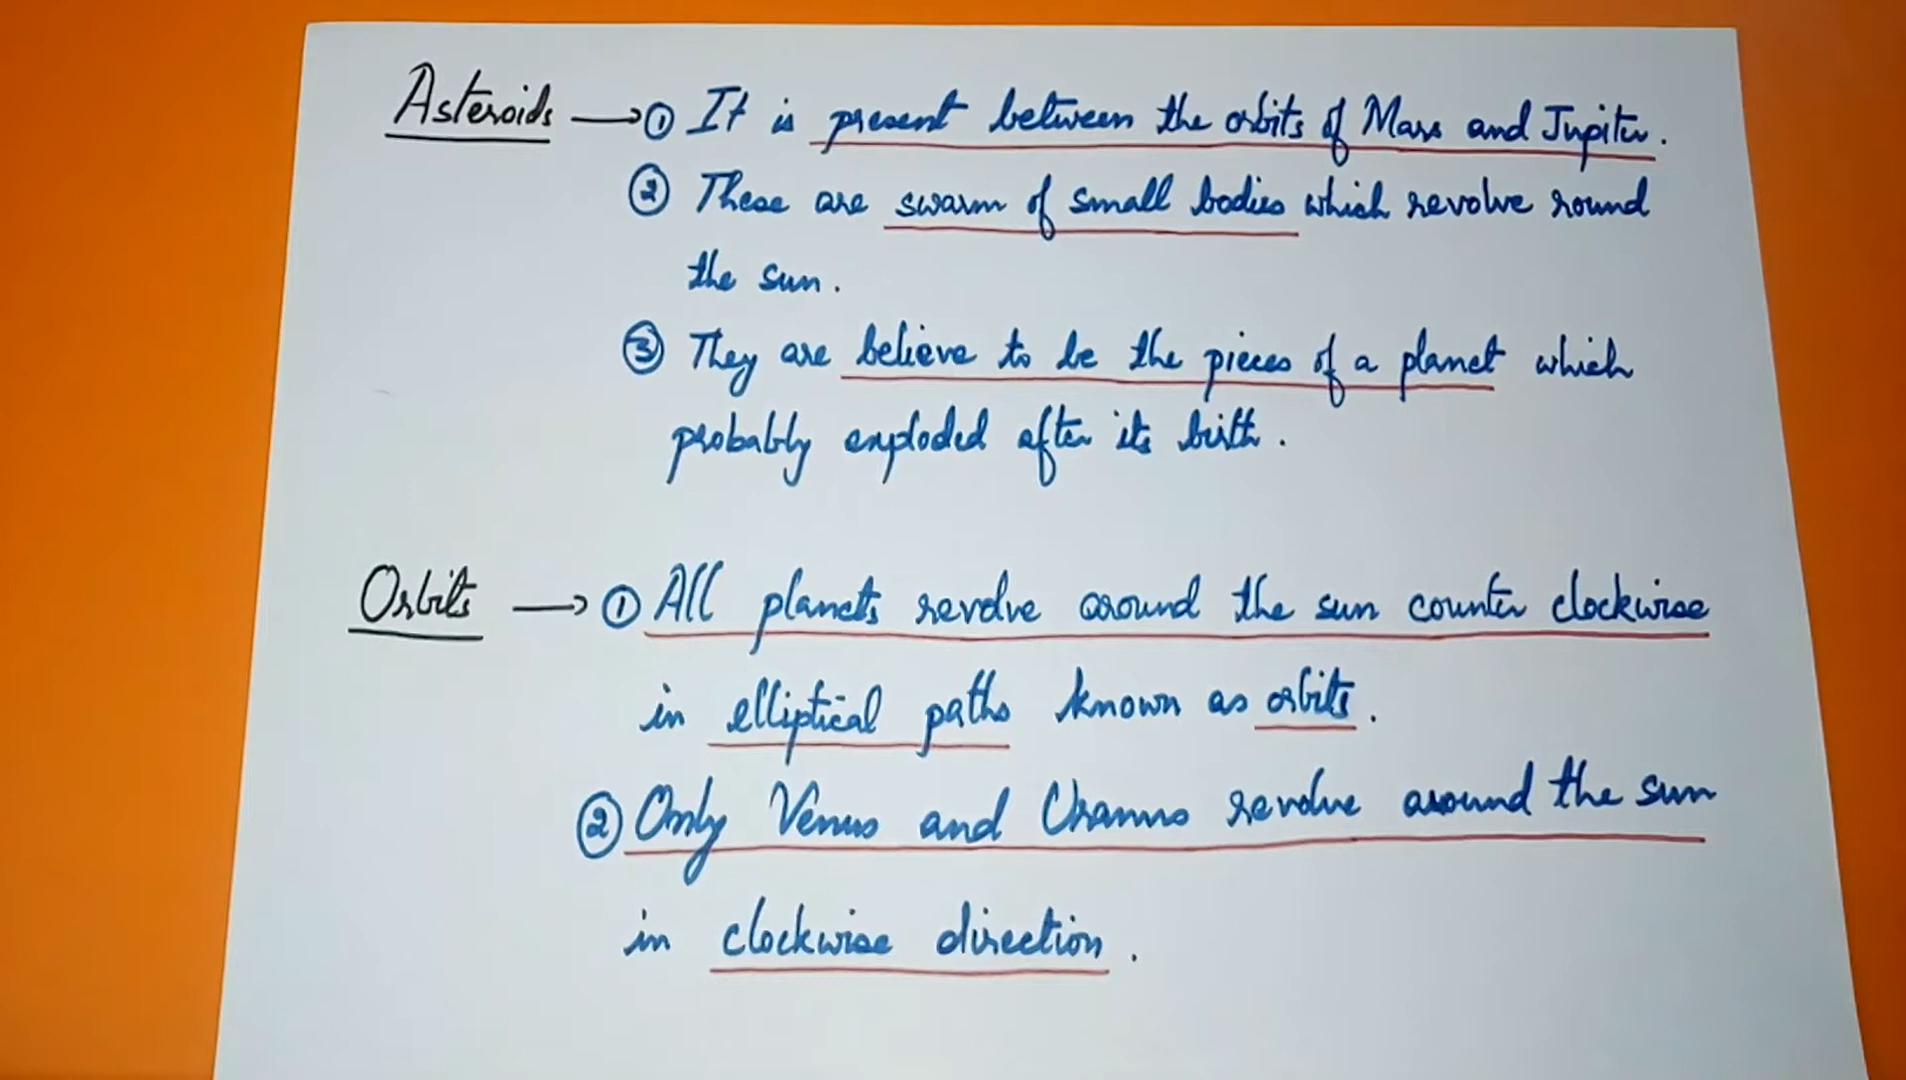 Asteroids → ① It is present between the orbits of Mars and Jupiter.
② These are swarm of small bodies which revolve round
the sun.
③ They are believe to be the pieces of a planet which
probably exploded after its birth.
Orbits → ① All planets revolve around the sun counter clockwise
in elliptical paths known as orbits.
② Only Venus and Uranus revolve around the sun
in clockwise direction.